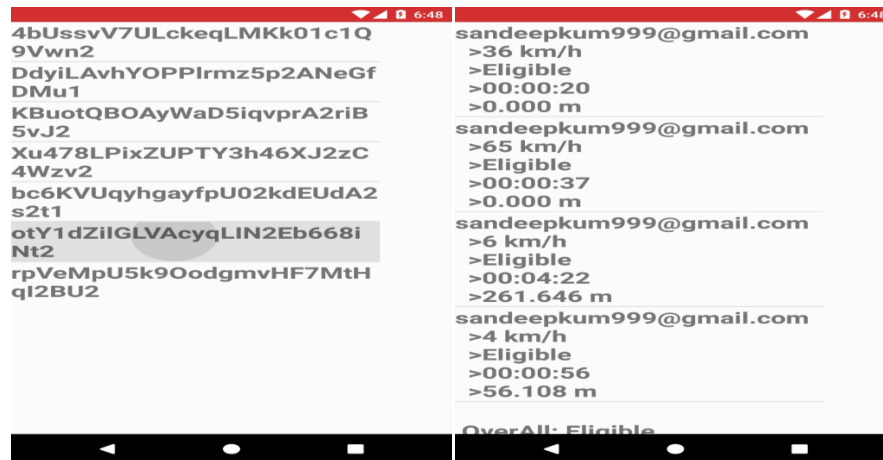 6:48
4bUssvV7ULckeqLMKk01c1Q
9Vwn2
DdyiLAvhYOPPlrmz5p2ANeGf
DMu1
KBuotQBOAyWaD5iqvprA2riB
5vJ2
Xu478LPixZUPTY3h46XJ2zC
4Wzv2
bc6KVUqyhgayfpU02kdEUdA2
s2t1
otY1dZilGLVAcyqLIN2Eb668i
Nt2
rpVeMpU5k9OodgmvHF7MtH
qI2BU2
6:48
sandeepkum999@gmail.com
>36 km/h
>Eligible
>00:00:20
>0.000 m
sandeepkum999@gmail.com
>65 km/h
>Eligible
>00:00:37
>0.000 m
sandeepkum999@gmail.com
>6 km/h
>Eligible
>00:04:22
>261.646 m
sandeepkum999@gmail.com
>4 km/h
>Eligible
>00:00:56
>56.108 m
OverAll: Eligible